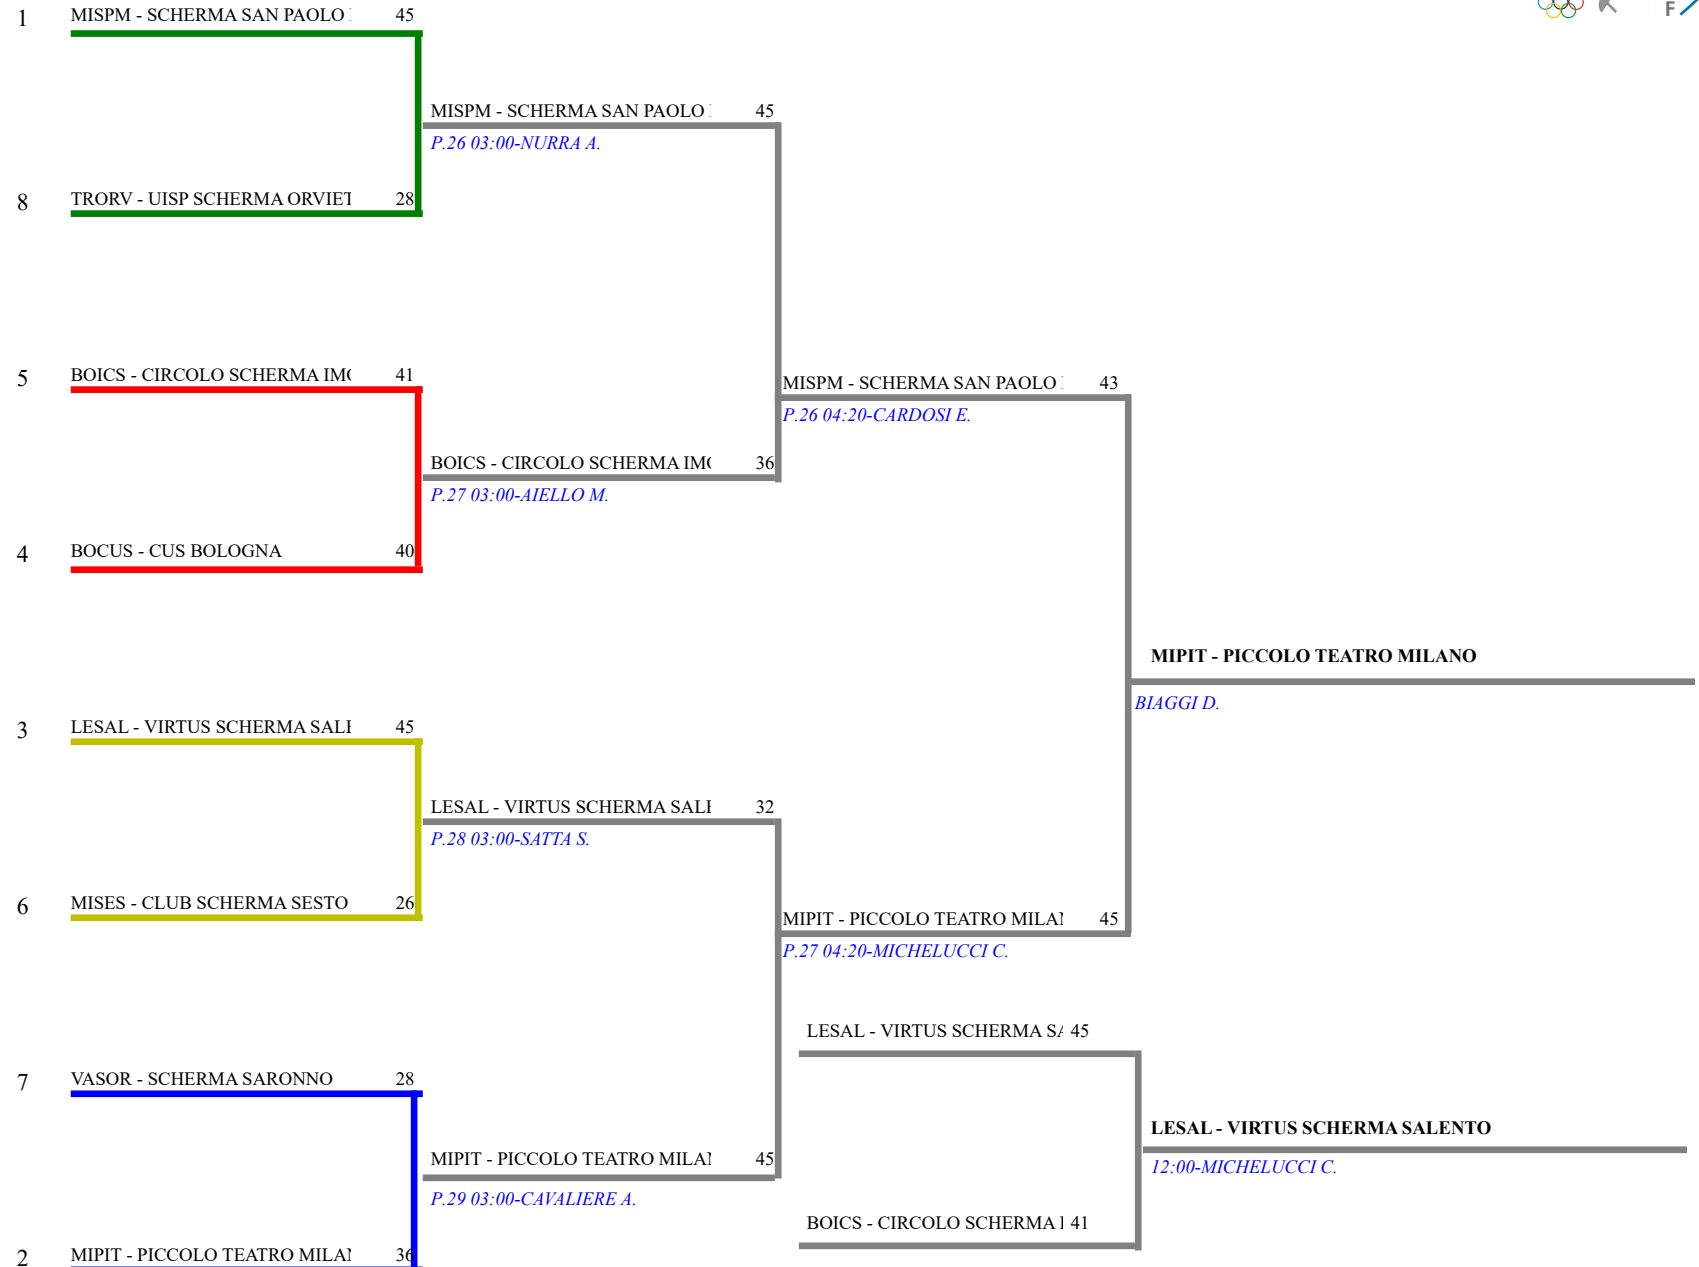 F
1 MISPM - SCHERMA SAN PAOLO 45
MISPM - SCHERMA SAN PAOLO 45
P.26 03:00-NURRA A.
8 TRORV - UISP SCHERMA ORVIET 28
5 BOICS - CIRCOLO SCHERMA IM 41
MISPM - SCHERMA SAN PAOLO 43
P.26 04:20-CARDOSI E.
BOICS - CIRCOLO SCHERMA IM 36
P.27 03:00-AIELLO M.
4 BOCUS - CUS BOLOGNA 40
MIPIT - PICCOLO TEATRO MILANO
BIAGGI D.
3 LESAL - VIRTUS SCHERMA SAL 45
LESAL - VIRTUS SCHERMA SAL 32
P.28 03:00-SATTA S.
6 MISES - CLUB SCHERMA SESTO 26
MIPIT - PICCOLO TEATRO MILA 45
P.27 04:20-MICHELUCCI C.
LESAL - VIRTUS SCHERMA S 45
7 VASOR - SCHERMA SARONNO 28
LESAL - VIRTUS SCHERMA SALENTO
12:00-MICHELUCCI C.
MIPIT - PICCOLO TEATRO MILA 45
P.29 03:00-CAVALIERE A.
BOICS - CIRCOLO SCHERMA 41
2 MIPIT - PICCOLO TEATRO MILA 36